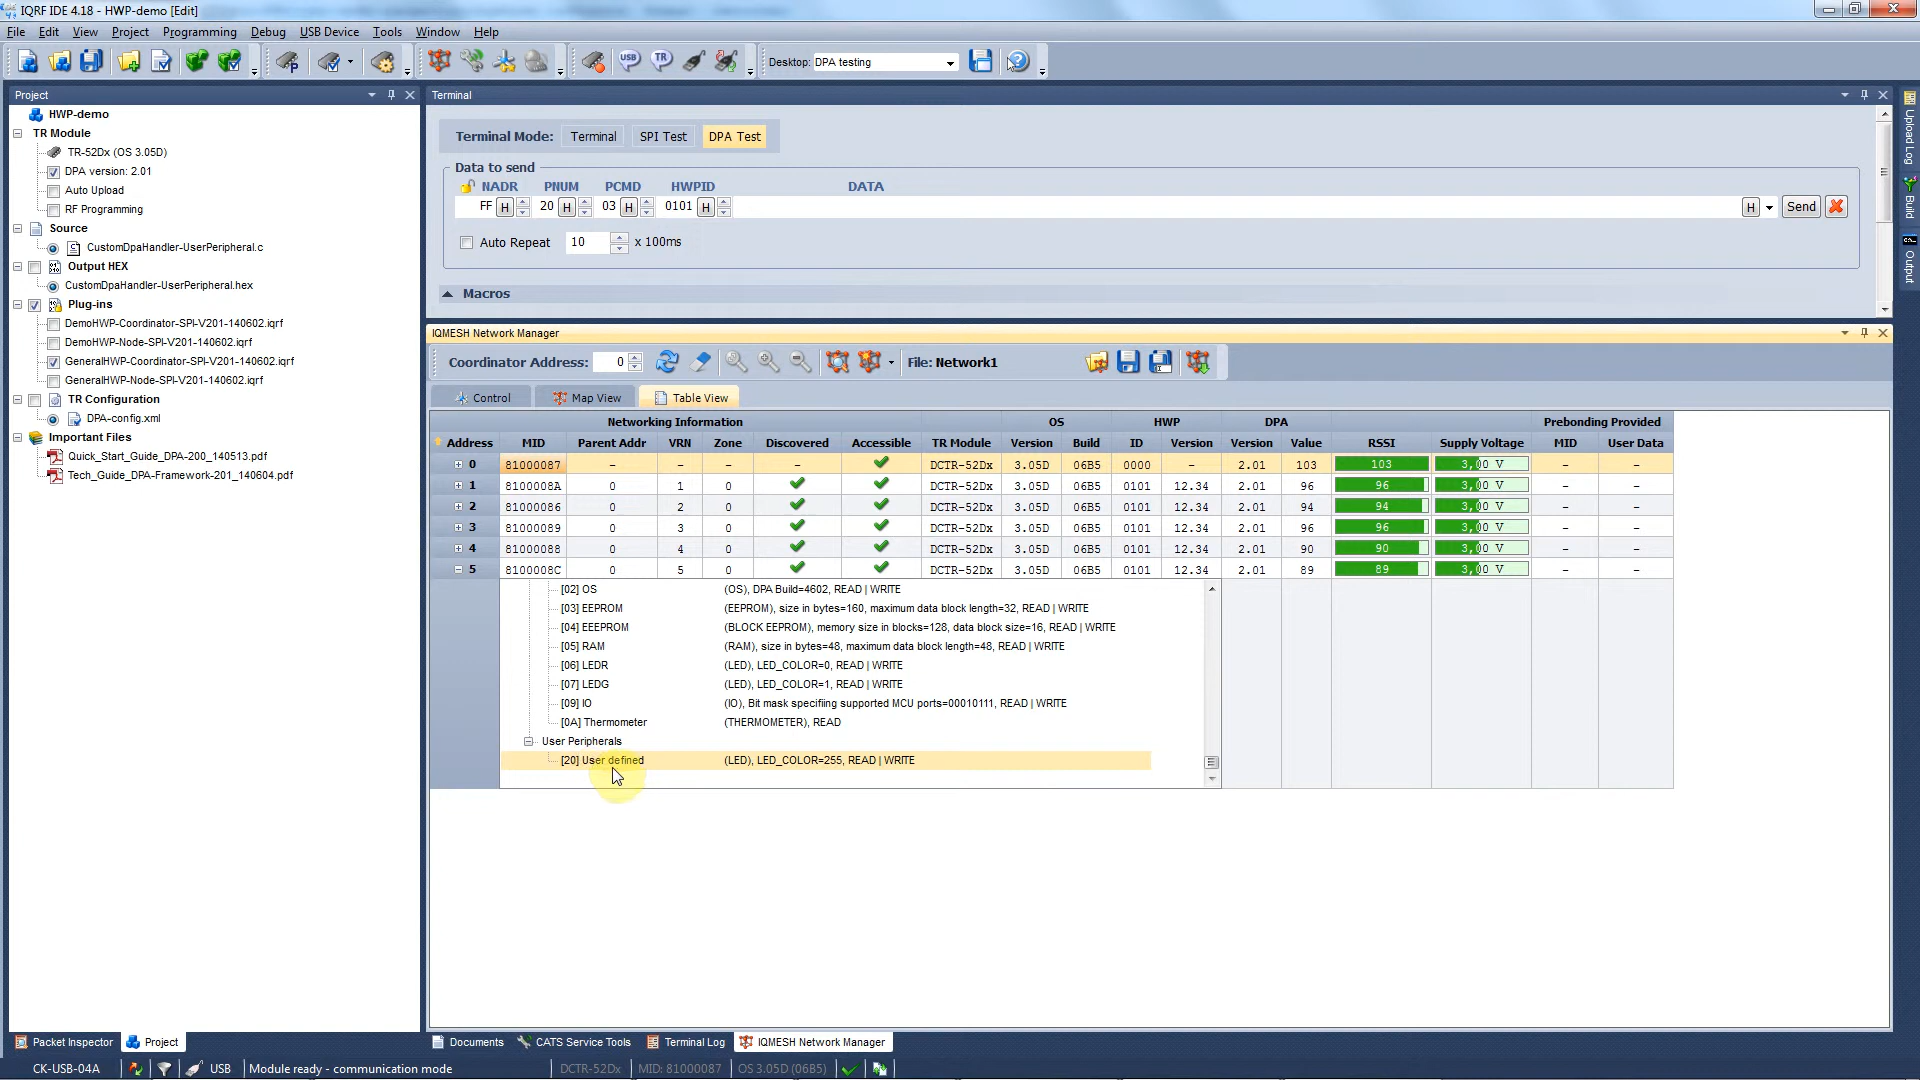 IQRF IDE 4.18 - HWP-demo [Edit]
File Edit View Project Programming Debug USB Device Tools Window Help
USB TR Desktop: DPA testing
Project
HWP-demo
TR Module
TR-52Dx (OS 3.05D)
DPA version: 2.01
Auto Upload
RF Programming
Source
CustomDpaHandler-UserPeripheral.c
Output HEX
CustomDpaHandler-UserPeripheral.hex
Plug-ins
DemoHWP-Coordinator-SPI-V201-140602.iqrf
DemoHWP-Node-SPI-V201-140602.iqrf
GeneralHWP-Coordinator-SPI-V201-140602.iqrf
GeneralHWP-Node-SPI-V201-140602.iqrf
TR Configuration
DPA-config.xml
Important Files
Quick_Start_Guide_DPA-200_140513.pdf
Tech_Guide_DPA-Framework-201_140604.pdf
Terminal
Terminal Mode: Terminal SPI Test DPA Test
Data to send
NADR PNUM PCMD HWPID DATA
FF H 20 H 03 H 0101 H H Send
Auto Repeat 10 x 100ms
Macros
IQMESH Network Manager
Coordinator Address: 0 File: Network1
Control Map View Table View
Networking Information OS HWP DPA Prebonding Provided
Address MID Parent Addr VRN Zone Discovered Accessible TR Module Version Build ID Version Version Value RSSI Supply Voltage MID User Data
0 81000087 - - - - DCTR-52Dx 3.05D 06B5 0000 - 2.01 103 103 3,00 V - -
1 8100008A 0 1 0 DCTR-52Dx 3.05D 06B5 0101 12.34 2.01 96 96 3,00 V - -
2 81000086 0 2 0 DCTR-52Dx 3.05D 06B5 0101 12.34 2.01 94 94 3,00 V - -
3 81000089 0 3 0 DCTR-52Dx 3.05D 06B5 0101 12.34 2.01 96 96 3,00 V - -
4 81000088 0 4 0 DCTR-52Dx 3.05D 06B5 0101 12.34 2.01 90 90 3,00 V - -
5 8100008C 0 5 0 DCTR-52Dx 3.05D 06B5 0101 12.34 2.01 89 89 3,00 V - -
[02] OS (OS), DPA Build=4602, READ | WRITE
[03] EEPROM (EEPROM), size in bytes=160, maximum data block length=32, READ | WRITE
[04] EEEPROM (BLOCK EEPROM), memory size in blocks=128, data block size=16, READ | WRITE
[05] RAM (RAM), size in bytes=48, maximum data block length=48, READ | WRITE
[06] LEDR (LED), LED_COLOR=0, READ | WRITE
[07] LEDG (LED), LED_COLOR=1, READ | WRITE
[09] IO (IO), Bit mask specifiing supported MCU ports=00010111, READ | WRITE
[0A] Thermometer (THERMOMETER), READ
User Peripherals
[20] User defined (LED), LED_COLOR=255, READ | WRITE
Upload Log
Build
Output
Packet Inspector Project Documents CATS Service Tools Terminal Log IQMESH Network Manager
CK-USB-04A USB Module ready - communication mode DCTR-52Dx MID: 81000087 OS 3.05D (06B5)